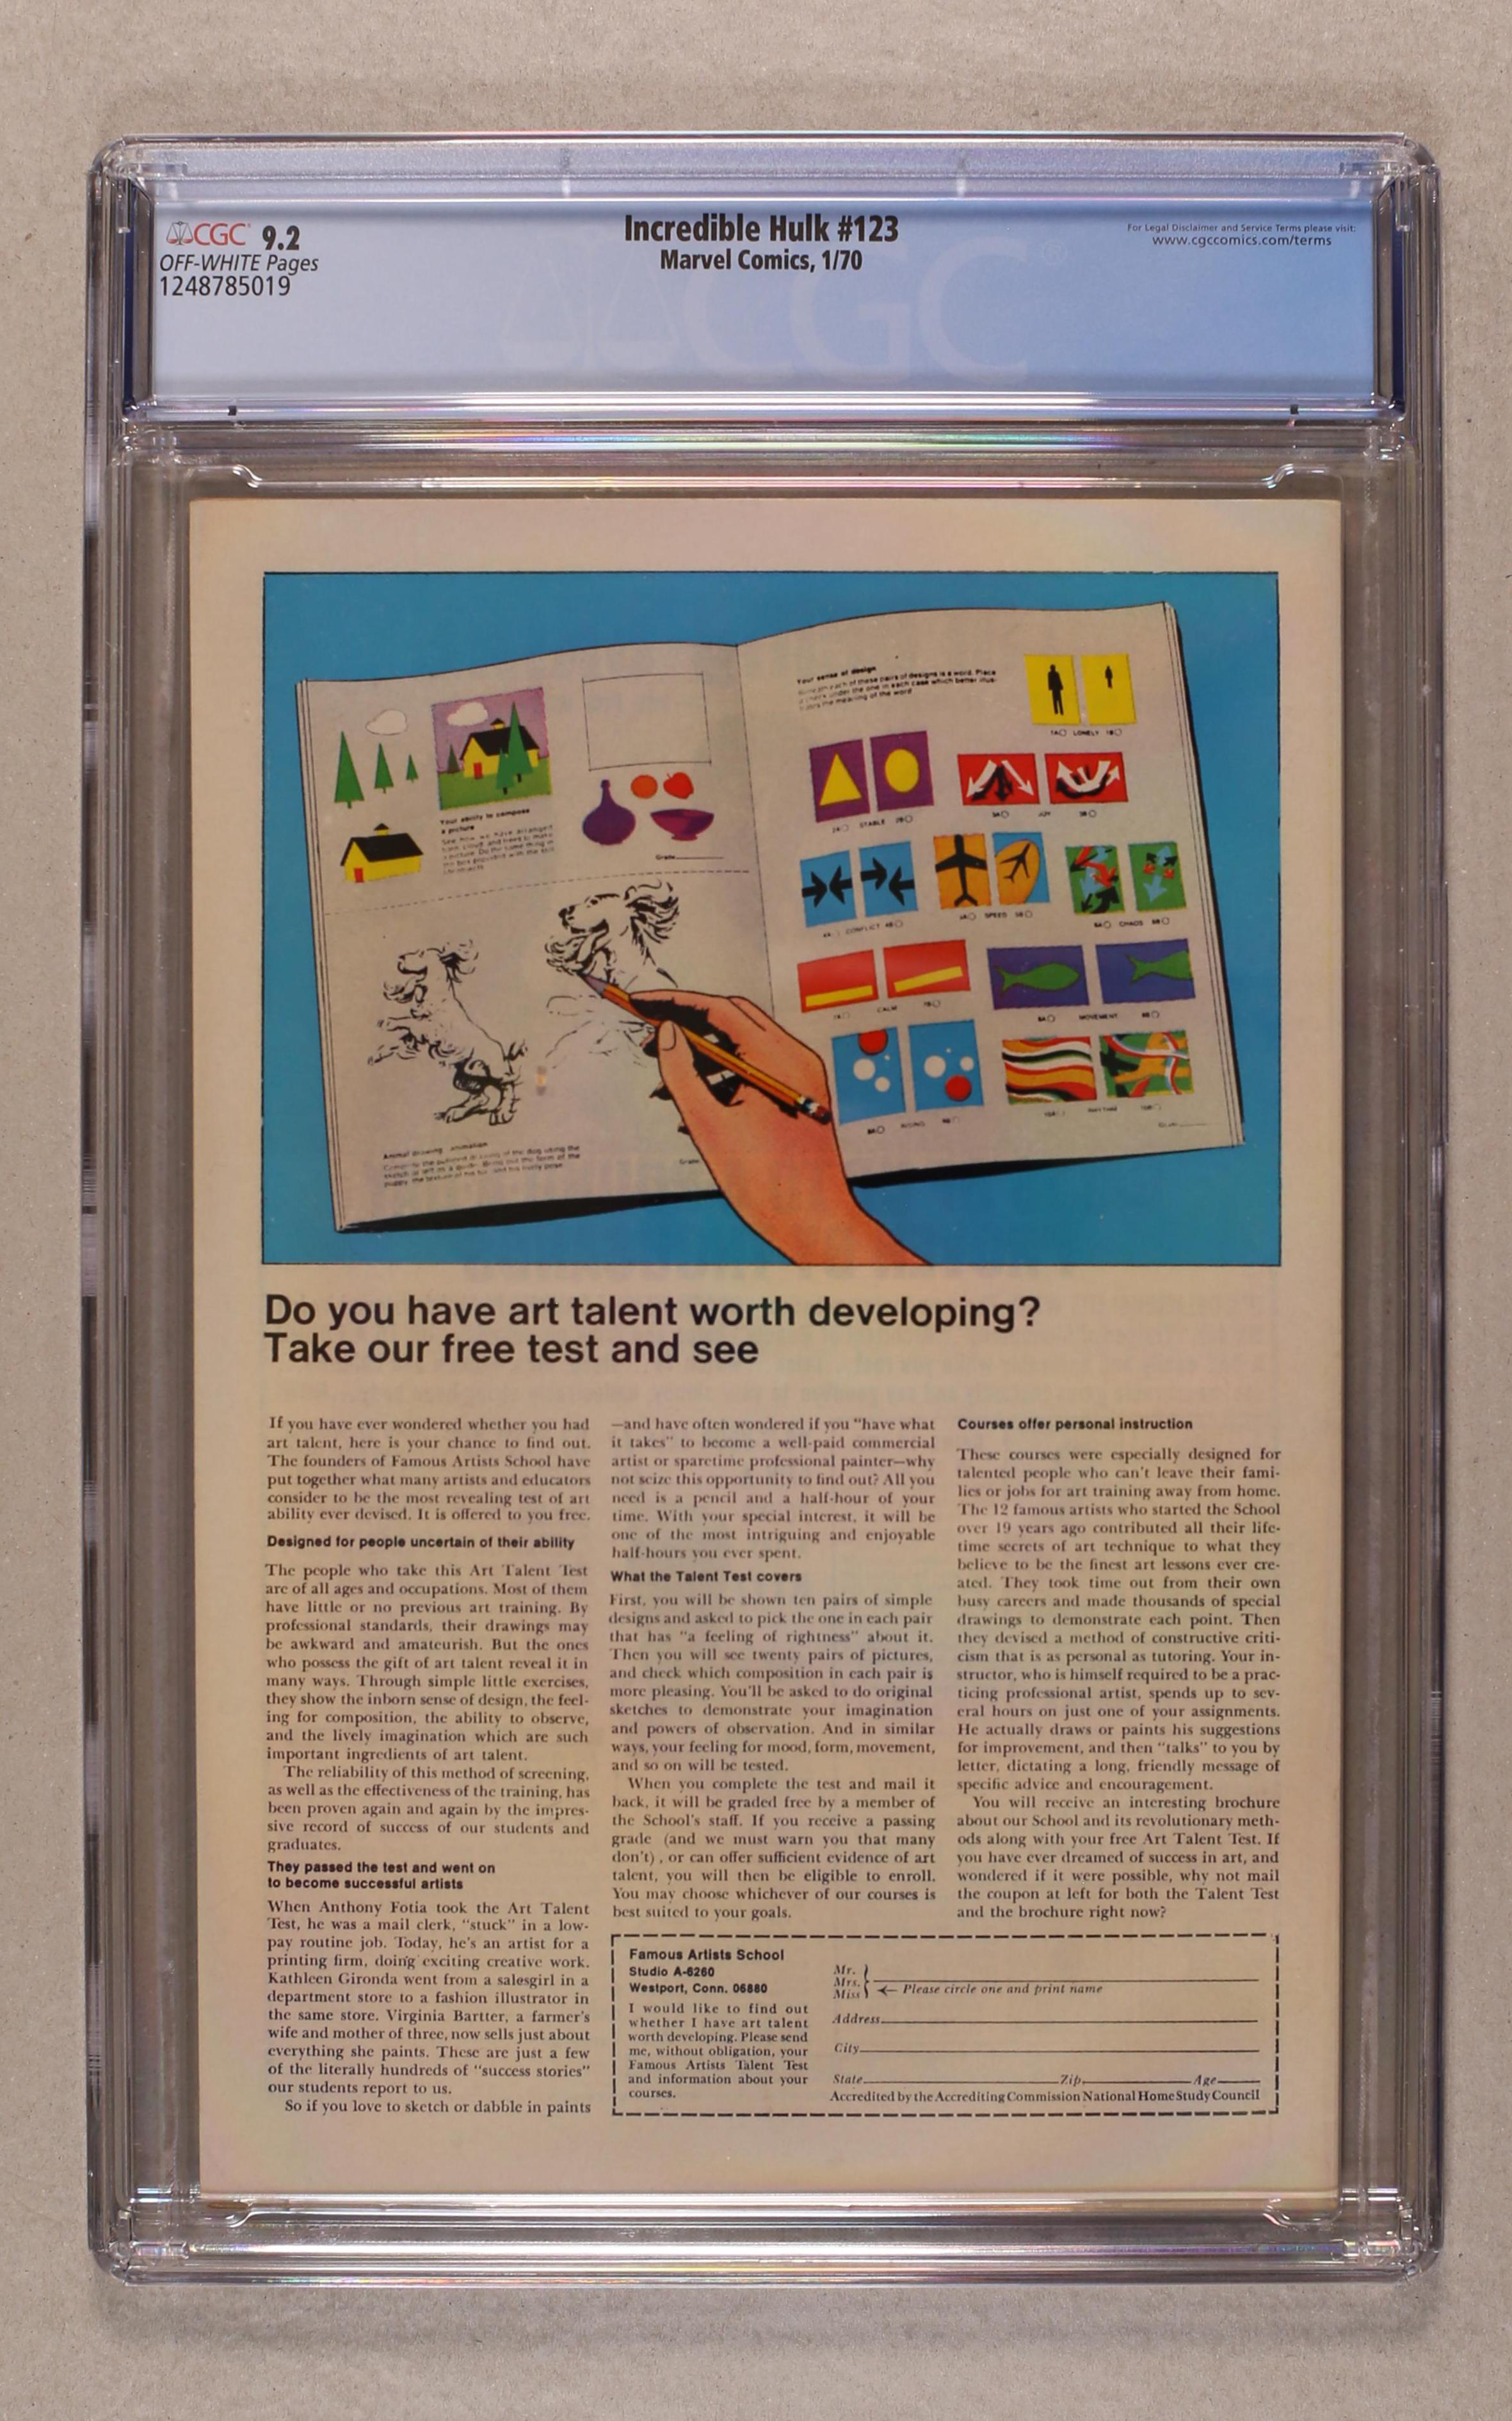 CGC 9.2
OFF-WHITE Pages
1248785019
Incredible Hulk #123
Marvel Comics, 1/70
For Legal Disclaimer and Service Terms please visit:
www.cgccomics.com/terms
CGC
Your ability to compose
a picture
Grade
Your sense of design
1A LONELY 1B
2A STABLE 2B
3A JOY 3B
CONFLICT 4B
5A SPEED 5B
6A CHAOS 6B
CALM
8A MOVEMENT 8B
RISING
RHYTHM
Animal drawing animation
Do you have art talent worth developing?
Take our free test and see
If you have ever wondered whether you had
art talent, here is your chance to find out.
The founders of Famous Artists School have
put together what many artists and educators
consider to be the most revealing test of art
ability ever devised. It is offered to you free.
Designed for people uncertain of their ability
The people who take this Art Talent Test
are of all ages and occupations. Most of them
have little or no previous art training. By
professional standards, their drawings may
be awkward and amateurish. But the ones
who possess the gift of art talent reveal it in
many ways. Through simple little exercises,
they show the inborn sense of design, the feel-
ing for composition, the ability to observe,
and the lively imagination which are such
important ingredients of art talent.
The reliability of this method of screening,
as well as the effectiveness of the training, has
been proven again and again by the impres-
sive record of success of our students and
graduates.
They passed the test and went on
to become successful artists
When Anthony Fotia took the Art Talent
Test, he was a mail clerk, "stuck" in a low-
pay routine job. Today, he's an artist for a
printing firm, doing exciting creative work.
Kathleen Gironda went from a salesgirl in a
department store to a fashion illustrator in
the same store. Virginia Bartter, a farmer's
wife and mother of three, now sells just about
everything she paints. These are just a few
of the literally hundreds of "success stories"
our students report to us.
So if you love to sketch or dabble in paints
—and have often wondered if you "have what
it takes" to become a well-paid commercial
artist or sparetime professional painter—why
not seize this opportunity to find out? All you
need is a pencil and a half-hour of your
time. With your special interest, it will be
one of the most intriguing and enjoyable
half-hours you ever spent.
What the Talent Test covers
First, you will be shown ten pairs of simple
designs and asked to pick the one in each pair
that has "a feeling of rightness" about it.
Then you will see twenty pairs of pictures,
and check which composition in each pair is
more pleasing. You'll be asked to do original
sketches to demonstrate your imagination
and powers of observation. And in similar
ways, your feeling for mood, form, movement,
and so on will be tested.
When you complete the test and mail it
back, it will be graded free by a member of
the School's staff. If you receive a passing
grade (and we must warn you that many
don't), or can offer sufficient evidence of art
talent, you will then be eligible to enroll.
You may choose whichever of our courses is
best suited to your goals.
Courses offer personal instruction
These courses were especially designed for
talented people who can't leave their fami-
lies or jobs for art training away from home.
The 12 famous artists who started the School
over 19 years ago contributed all their life-
time secrets of art technique to what they
believe to be the finest art lessons ever cre-
ated. They took time out from their own
busy careers and made thousands of special
drawings to demonstrate each point. Then
they devised a method of constructive criti-
cism that is as personal as tutoring. Your in-
structor, who is himself required to be a prac-
ticing professional artist, spends up to sev-
eral hours on just one of your assignments.
He actually draws or paints his suggestions
for improvement, and then "talks" to you by
letter, dictating a long, friendly message of
specific advice and encouragement.
You will receive an interesting brochure
about our School and its revolutionary meth-
ods along with your free Art Talent Test. If
you have ever dreamed of success in art, and
wondered if it were possible, why not mail
the coupon at left for both the Talent Test
and the brochure right now?
Famous Artists School
Studio A-6260
Westport, Conn. 06880
I would like to find out
whether I have art talent
worth developing. Please send
me, without obligation, your
Famous Artists Talent Test
and information about your
courses.
Mr.
Mrs.
Miss ← Please circle one and print name
Address
City
State Zip Age
Accredited by the Accrediting Commission National Home Study Council